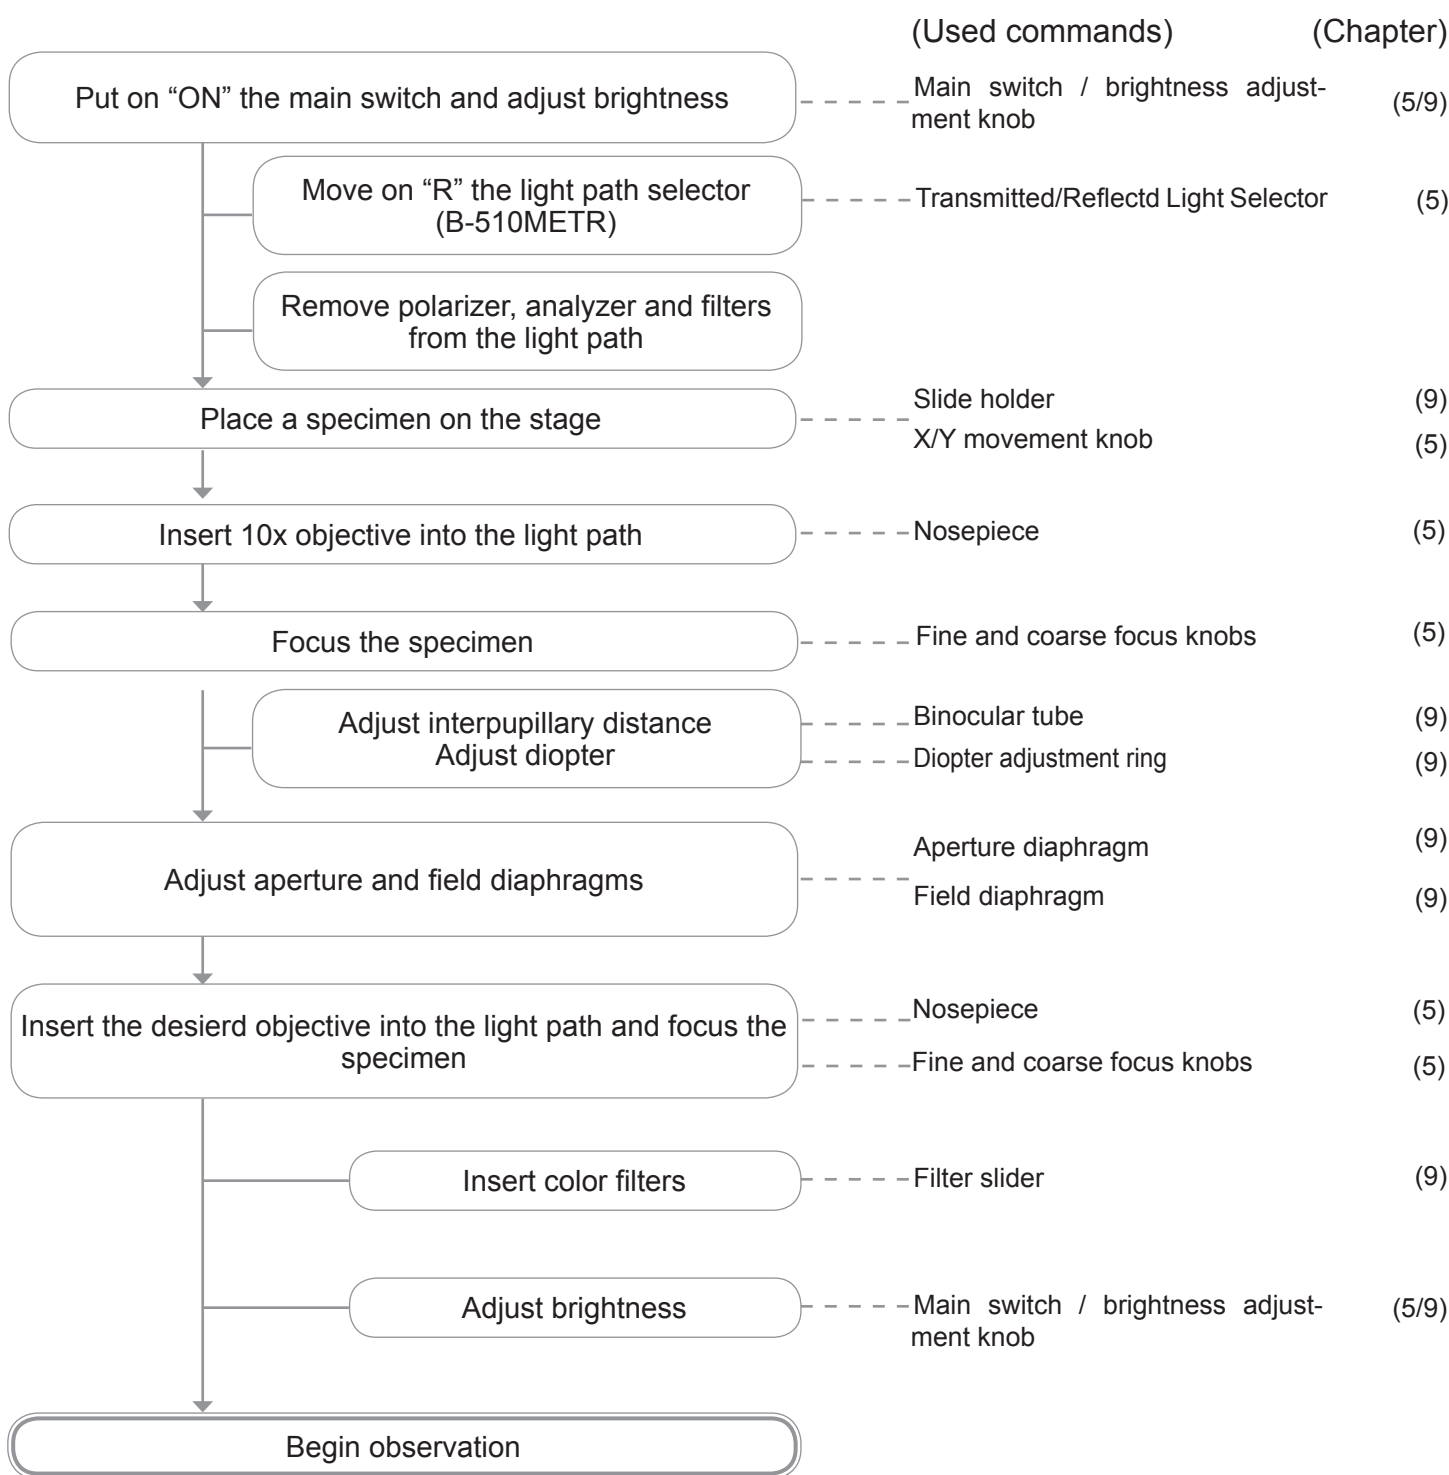 (Used commands) (Chapter)
Put on “ON” the main switch and adjust brightness
Main switch / brightness adjust-
ment knob
(5/9)
Move on “R” the light path selector
(B-510METR)
Transmitted/Reflectd Light Selector
(5)
Remove polarizer, analyzer and filters
from the light path
Place a specimen on the stage
Slide holder
(9)
X/Y movement knob
(5)
Insert 10x objective into the light path
Nosepiece
(5)
Focus the specimen
Fine and coarse focus knobs
(5)
Adjust interpupillary distance
Adjust diopter
Binocular tube
(9)
Diopter adjustment ring
(9)
Adjust aperture and field diaphragms
Aperture diaphragm
(9)
Field diaphragm
(9)
Insert the desierd objective into the light path and focus the
specimen
Nosepiece
(5)
Fine and coarse focus knobs
(5)
Insert color filters
Filter slider
(9)
Adjust brightness
Main switch / brightness adjust-
ment knob
(5/9)
Begin observation